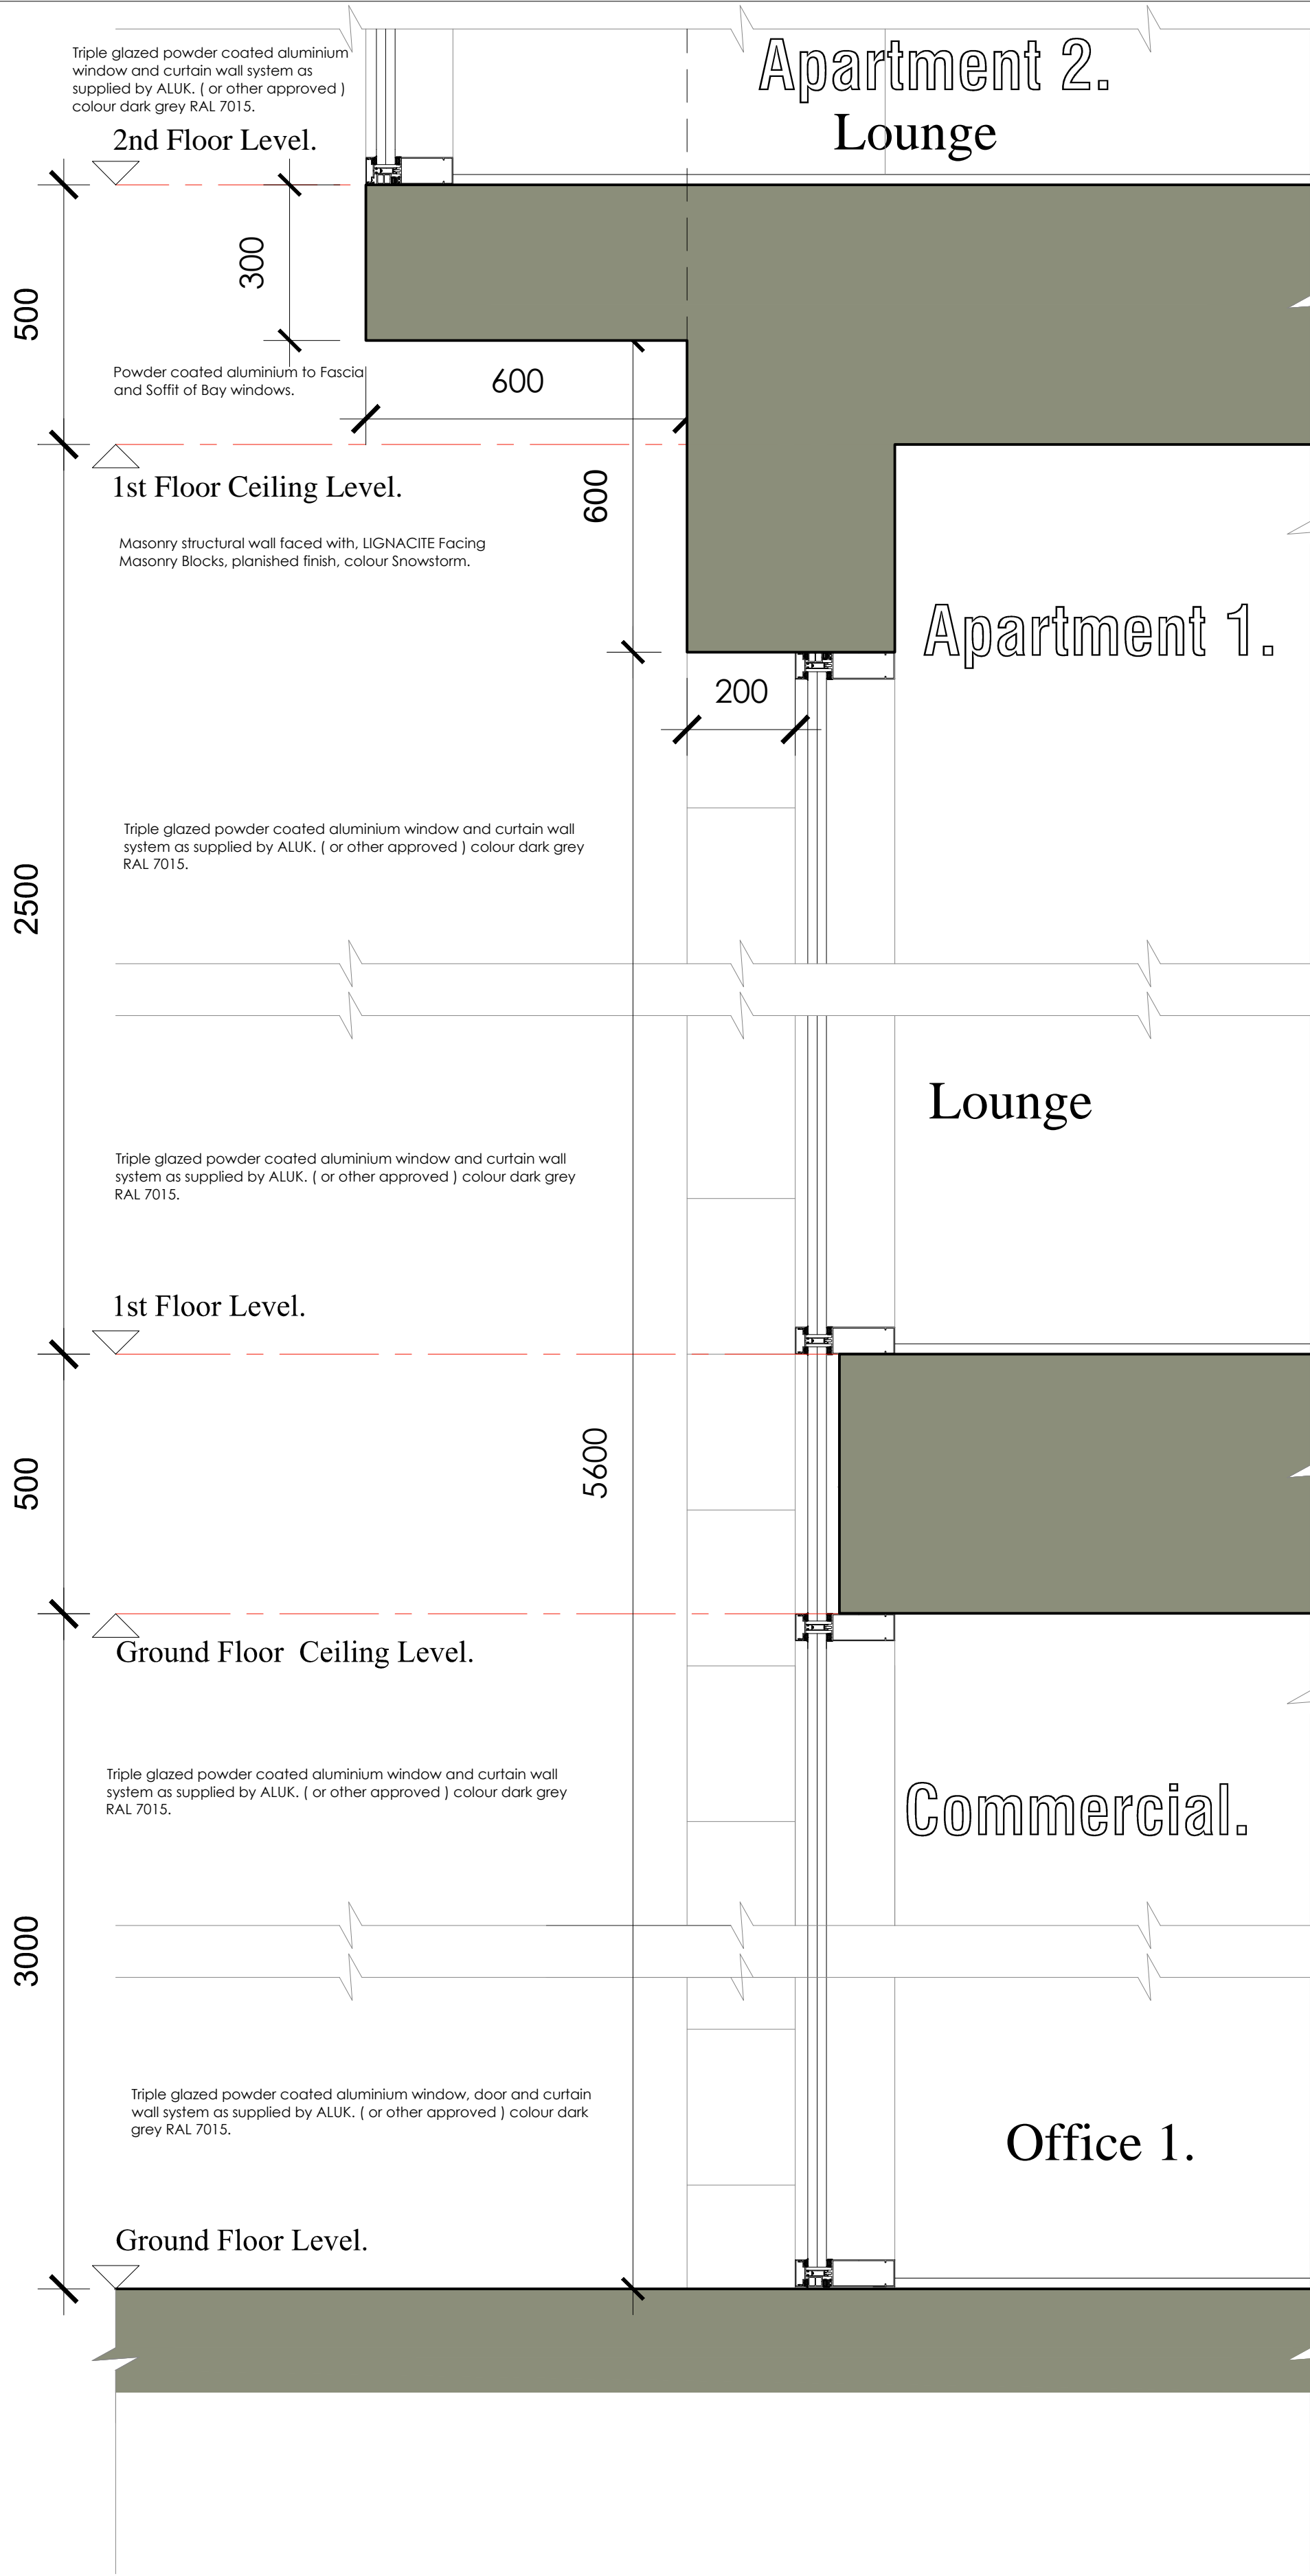 Apartment 2.
Lounge
Triple glazed powder coated aluminium
window and curtain wall system as
supplied by ALUK. ( or other approved )
colour dark grey RAL 7015.
2nd Floor Level.
300
500
Powder coated aluminium to Fascia
and Soffit of Bay windows.
600
1st Floor Ceiling Level.
600
Masonry structural wall faced with, LIGNACITE Facing
Masonry Blocks, planished finish, colour Snowstorm.
Apartment 1.
200
Triple glazed powder coated aluminium window and curtain wall
system as supplied by ALUK. ( or other approved ) colour dark grey
RAL 7015.
2500
Lounge
Triple glazed powder coated aluminium window and curtain wall
system as supplied by ALUK. ( or other approved ) colour dark grey
RAL 7015.
1st Floor Level.
5600
500
Ground Floor Ceiling Level.
Triple glazed powder coated aluminium window and curtain wall
system as supplied by ALUK. ( or other approved ) colour dark grey
RAL 7015.
Commercial.
3000
Triple glazed powder coated aluminium window, door and curtain
wall system as supplied by ALUK. ( or other approved ) colour dark
grey RAL 7015.
Office 1.
Ground Floor Level.